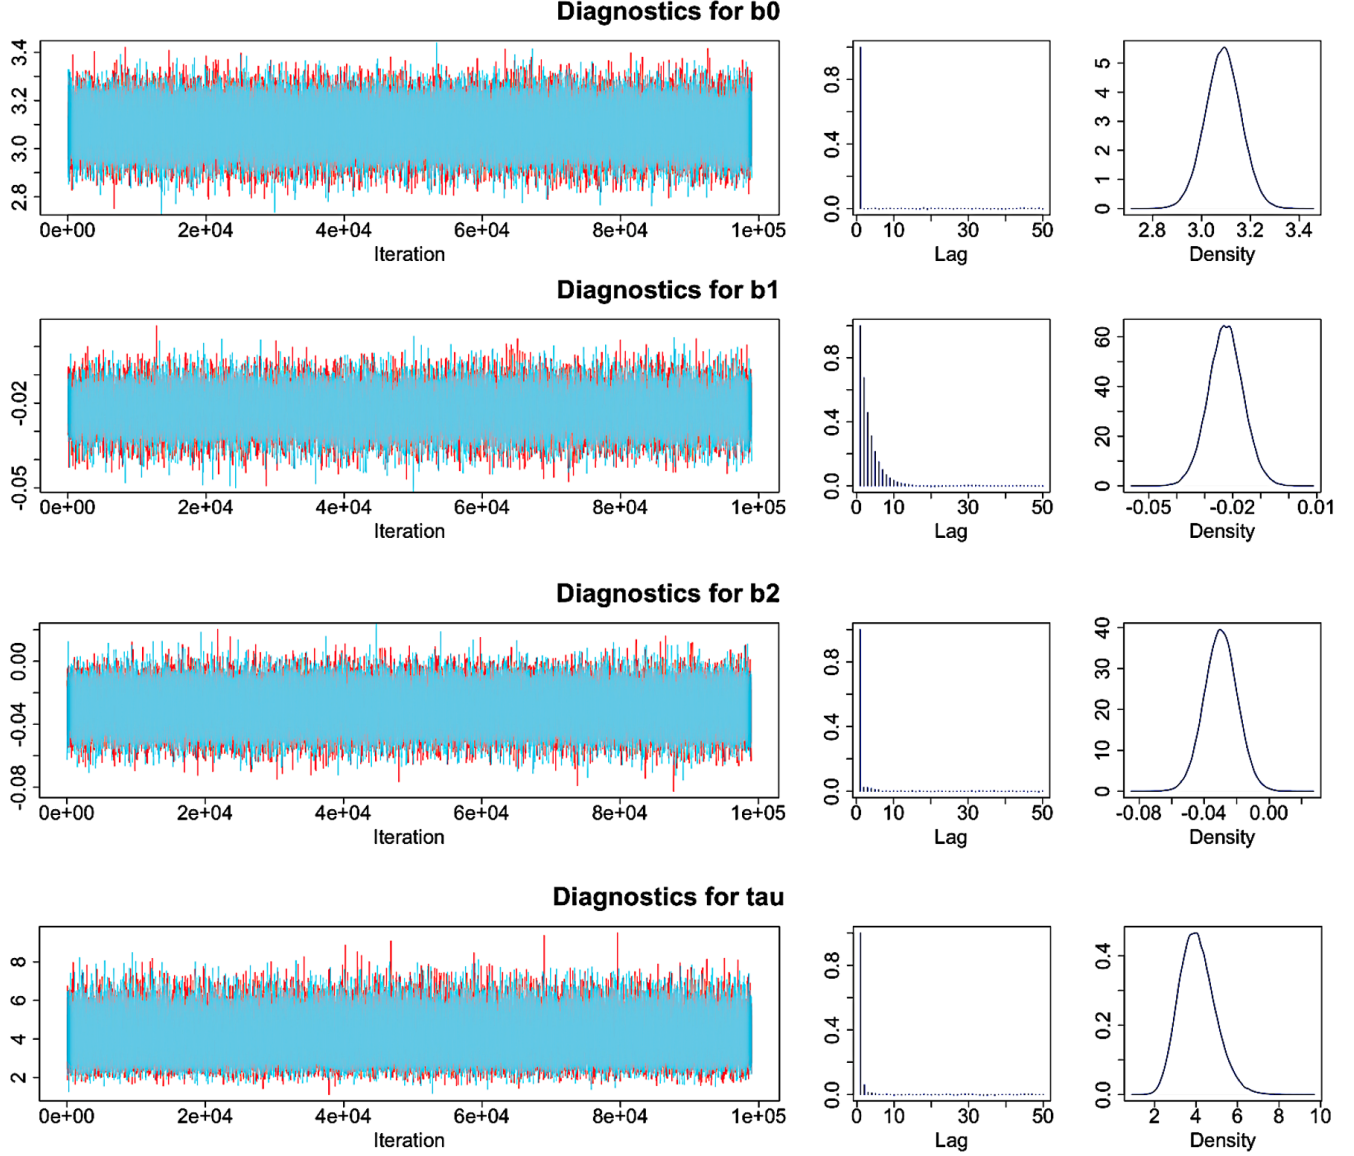 Diagnostics for b0
3.4
3.2
3.0
2.8
0e+00 2e+04 4e+04 6e+04 8e+04 1e+05
Iteration
0.8
0.4
0.0
0 10 30 50
Lag
5
4
3
2
1
0
2.8 3.0 3.2 3.4
Density
Diagnostics for b1
-0.02
-0.05
0e+00 2e+04 4e+04 6e+04 8e+04 1e+05
Iteration
0.8
0.4
0.0
0 10 30 50
Lag
60
40
20
0
-0.05 -0.02 0.01
Density
Diagnostics for b2
0.00
-0.04
-0.08
0e+00 2e+04 4e+04 6e+04 8e+04 1e+05
Iteration
0.8
0.4
0.0
0 10 30 50
Lag
40
30
20
10
0
-0.08 -0.04 0.00
Density
Diagnostics for tau
8
6
4
2
0e+00 2e+04 4e+04 6e+04 8e+04 1e+05
Iteration
0.8
0.4
0.0
0 10 30 50
Lag
0.4
0.2
0.0
2 4 6 8 10
Density